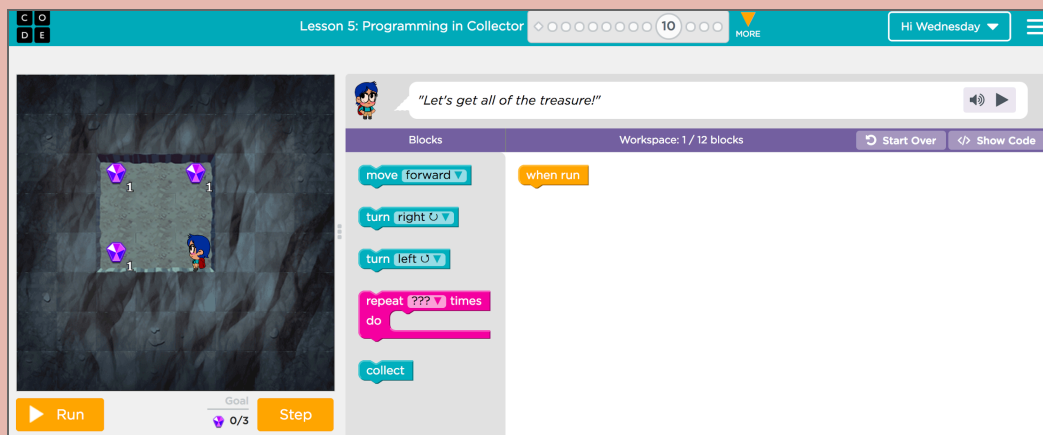 CODE
Lesson 5: Programming in Collector
10
MORE
Hi Wednesday
"Let's get all of the treasure!"
Blocks
Workspace: 1 / 12 blocks
Start Over
</> Show Code
1
1
1
move forward
turn right
turn left
repeat ??? times
do
collect
when run
Run
Goal
0/3
Step